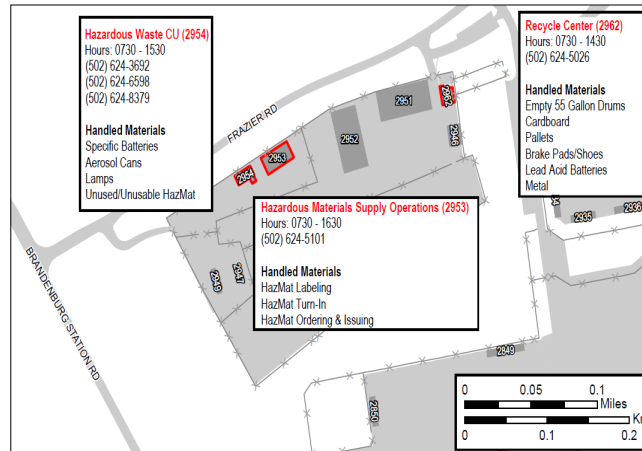 Hazardous Waste CU (2954)
Hours: 0730 - 1530
(502) 624-3692
(502) 624-6598
(502) 624-8379
Handled Materials
Specific Batteries
Aerosol Cans
Lamps
Unused/Unusable HazMat
Recycle Center (2962)
Hours: 0730 - 1430
(502) 624-5026
Handled Materials
Empty 55 Gallon Drums
Cardboard
Pallets
Brake Pads/Shoes
Lead Acid Batteries
Metal
FRAZIER RD
2951
2962
2952
2946
2953
2954
Hazardous Materials Supply Operations (2953)
Hours: 0730 - 1630
(502) 624-5101
Handled Materials
HazMat Labeling
HazMat Turn-In
HazMat Ordering & Issuing
2935
2936
BRANDENBURG STATION RD
2949
2947
2849
2850
0 0.05 0.1
Miles
0 0.1 0.2